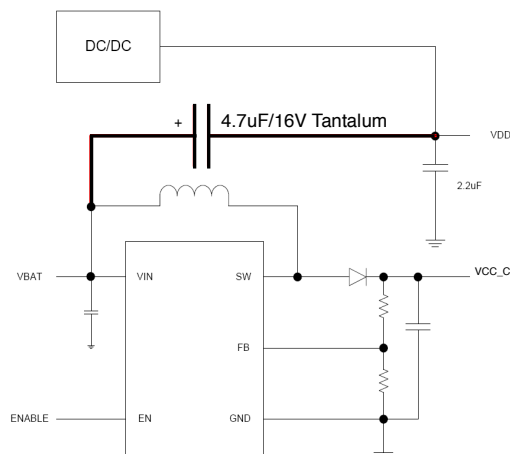 DC/DC
+ 4.7uF/16V Tantalum
VDD
2.2uF
VBAT
VIN
SW
VCC_C
FB
ENABLE
EN
GND